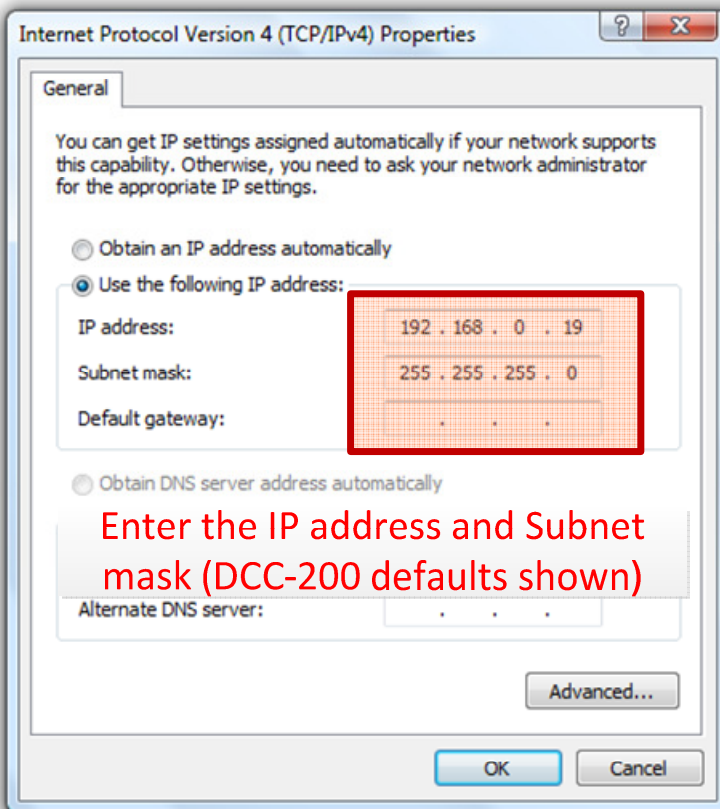 Internet Protocol Version 4 (TCP/IPv4) Properties
General
You can get IP settings assigned automatically if your network supports
this capability. Otherwise, you need to ask your network administrator
for the appropriate IP settings.
Obtain an IP address automatically
Use the following IP address:
IP address: 192 . 168 . 0 . 19
Subnet mask: 255 . 255 . 255 . 0
Default gateway: . . .
Obtain DNS server address automatically
Enter the IP address and Subnet
mask (DCC-200 defaults shown)
Alternate DNS server: . . .
Advanced...
OK Cancel